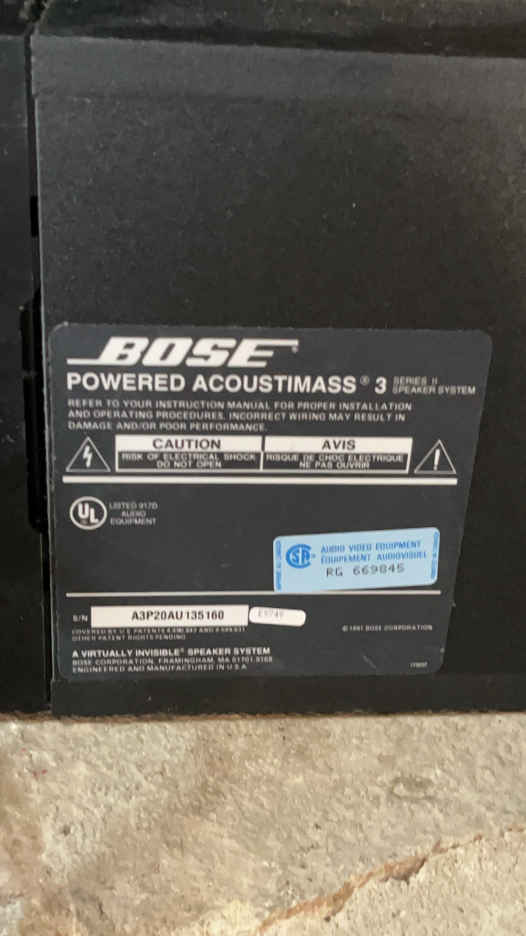 BOSE
POWERED ACOUSTIMASS® 3 SERIES II SPEAKER SYSTEM
REFER TO YOUR INSTRUCTION MANUAL FOR PROPER INSTALLATION
AND OPERATING PROCEDURES. INCORRECT WIRING MAY RESULT IN
DAMAGE AND/OR POOR PERFORMANCE.
CAUTION
RISK OF ELECTRICAL SHOCK
DO NOT OPEN
AVIS
RISQUE DE CHOC ELECTRIQUE
NE PAS OUVRIR
UL
LISTED 917D
AUDIO
EQUIPMENT
AUDIO VIDEO EQUIPMENT
ÉQUIPEMENT AUDIOVISUEL
RG 669845
S/N A3P20AU135160
COVERED BY U.S. PATENTS
OTHER PATENT RIGHTS PENDING
© 1991 BOSE CORPORATION
A VIRTUALLY INVISIBLE® SPEAKER SYSTEM
BOSE CORPORATION, FRAMINGHAM, MA 01701-9168
ENGINEERED AND MANUFACTURED IN U.S.A.